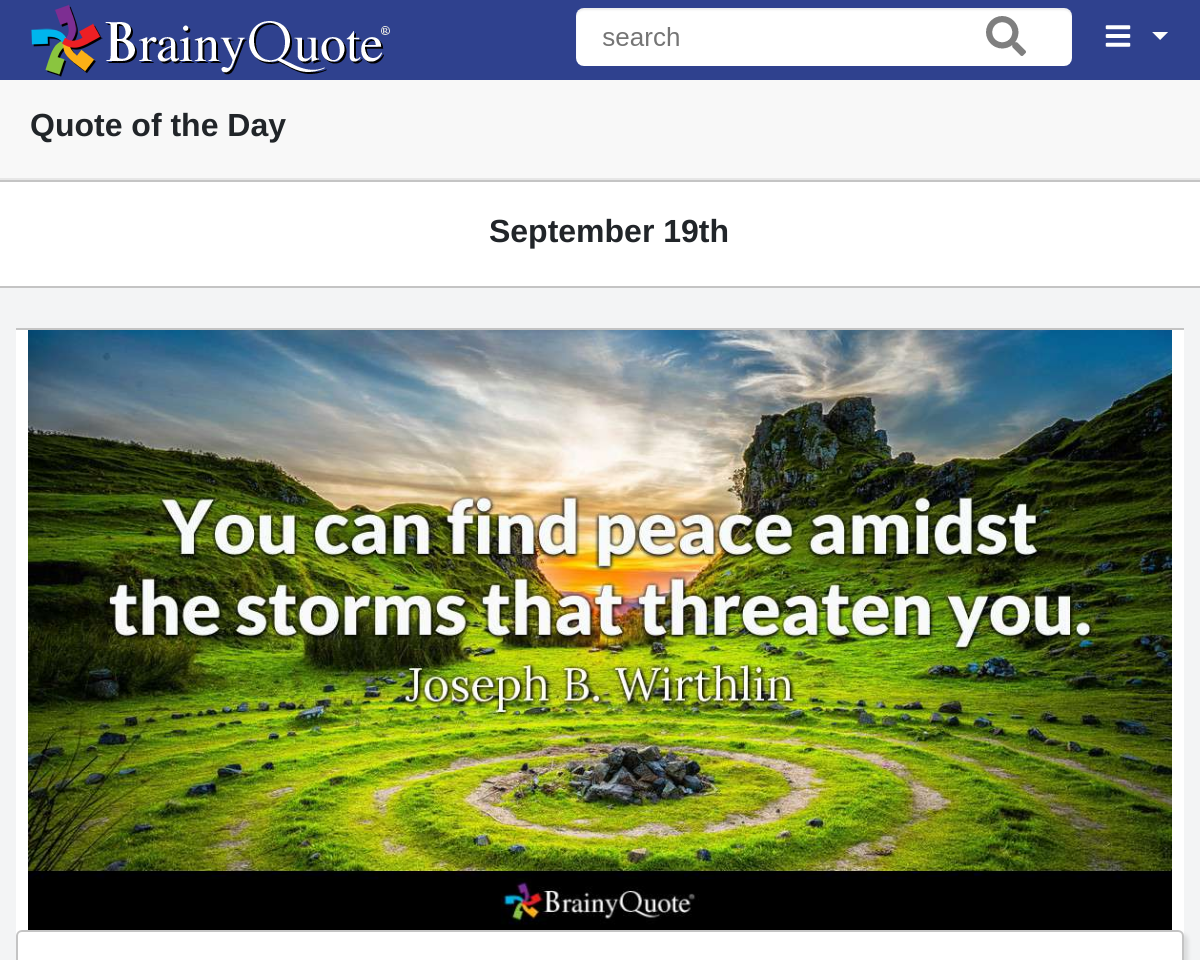 BrainyQuote®
search
Quote of the Day
September 19th
You can find peace amidst
the storms that threaten you.
Joseph B. Wirthlin
BrainyQuote®